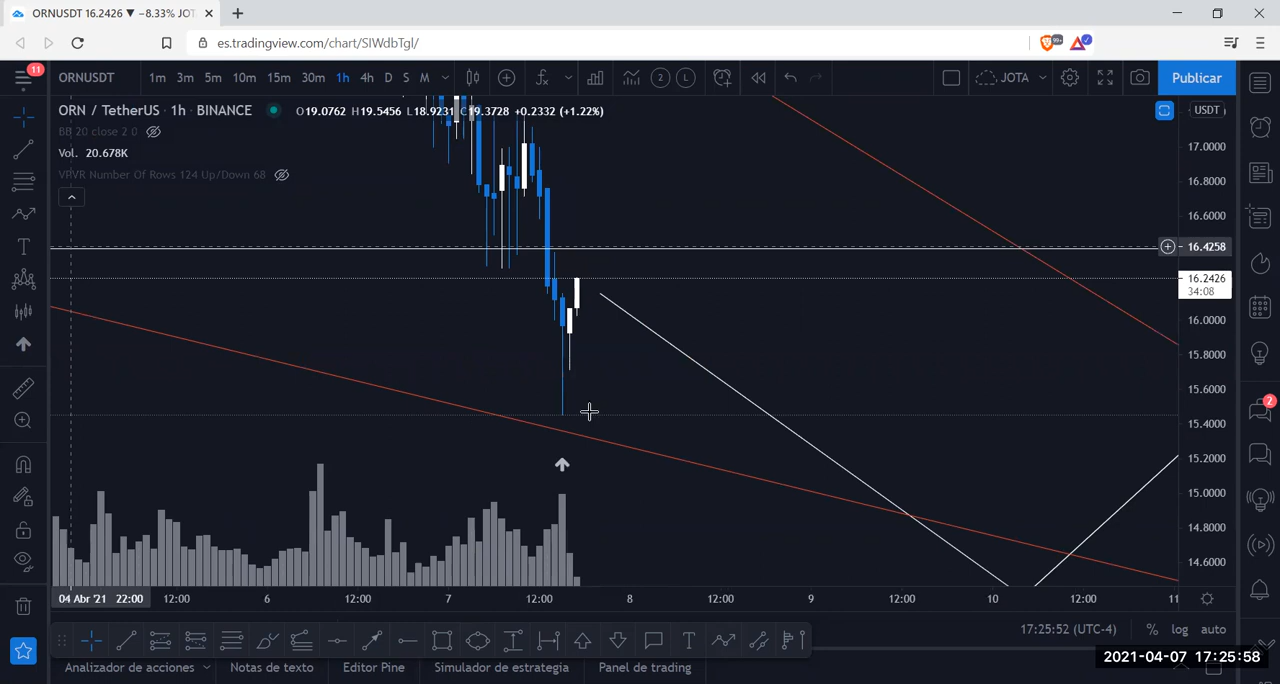 ORNUSDT 16.2426 ▼ −8.33% JOT
es.tradingview.com/chart/SIWdbTgl/
99+
11
ORNUSDT 1m 3m 5m 10m 15m 30m 1h 4h D S M 2 L JOTA Publicar
ORN / TetherUS · 1h · BINANCE O19.0762 H19.5456 L18.9231 C19.3728 +0.2332 (+1.22%) USDT
BB 20 close 2 0
Vol. 20.678K
VPVR Number Of Rows 124 Up/Down 68
17.0000
16.8000
16.6000
16.4258
16.2426
34:08
16.0000
15.8000
15.6000
15.4000
15.2000
15.0000
14.8000
14.6000
2
04 Abr '21 22:00 12:00 6 12:00 7 12:00 8 12:00 9 12:00 10 12:00 11
17:25:52 (UTC-4) % log auto
Analizador de acciones Notas de texto Editor Pine Simulador de estrategia Panel de trading
2021-04-07 17:25:58